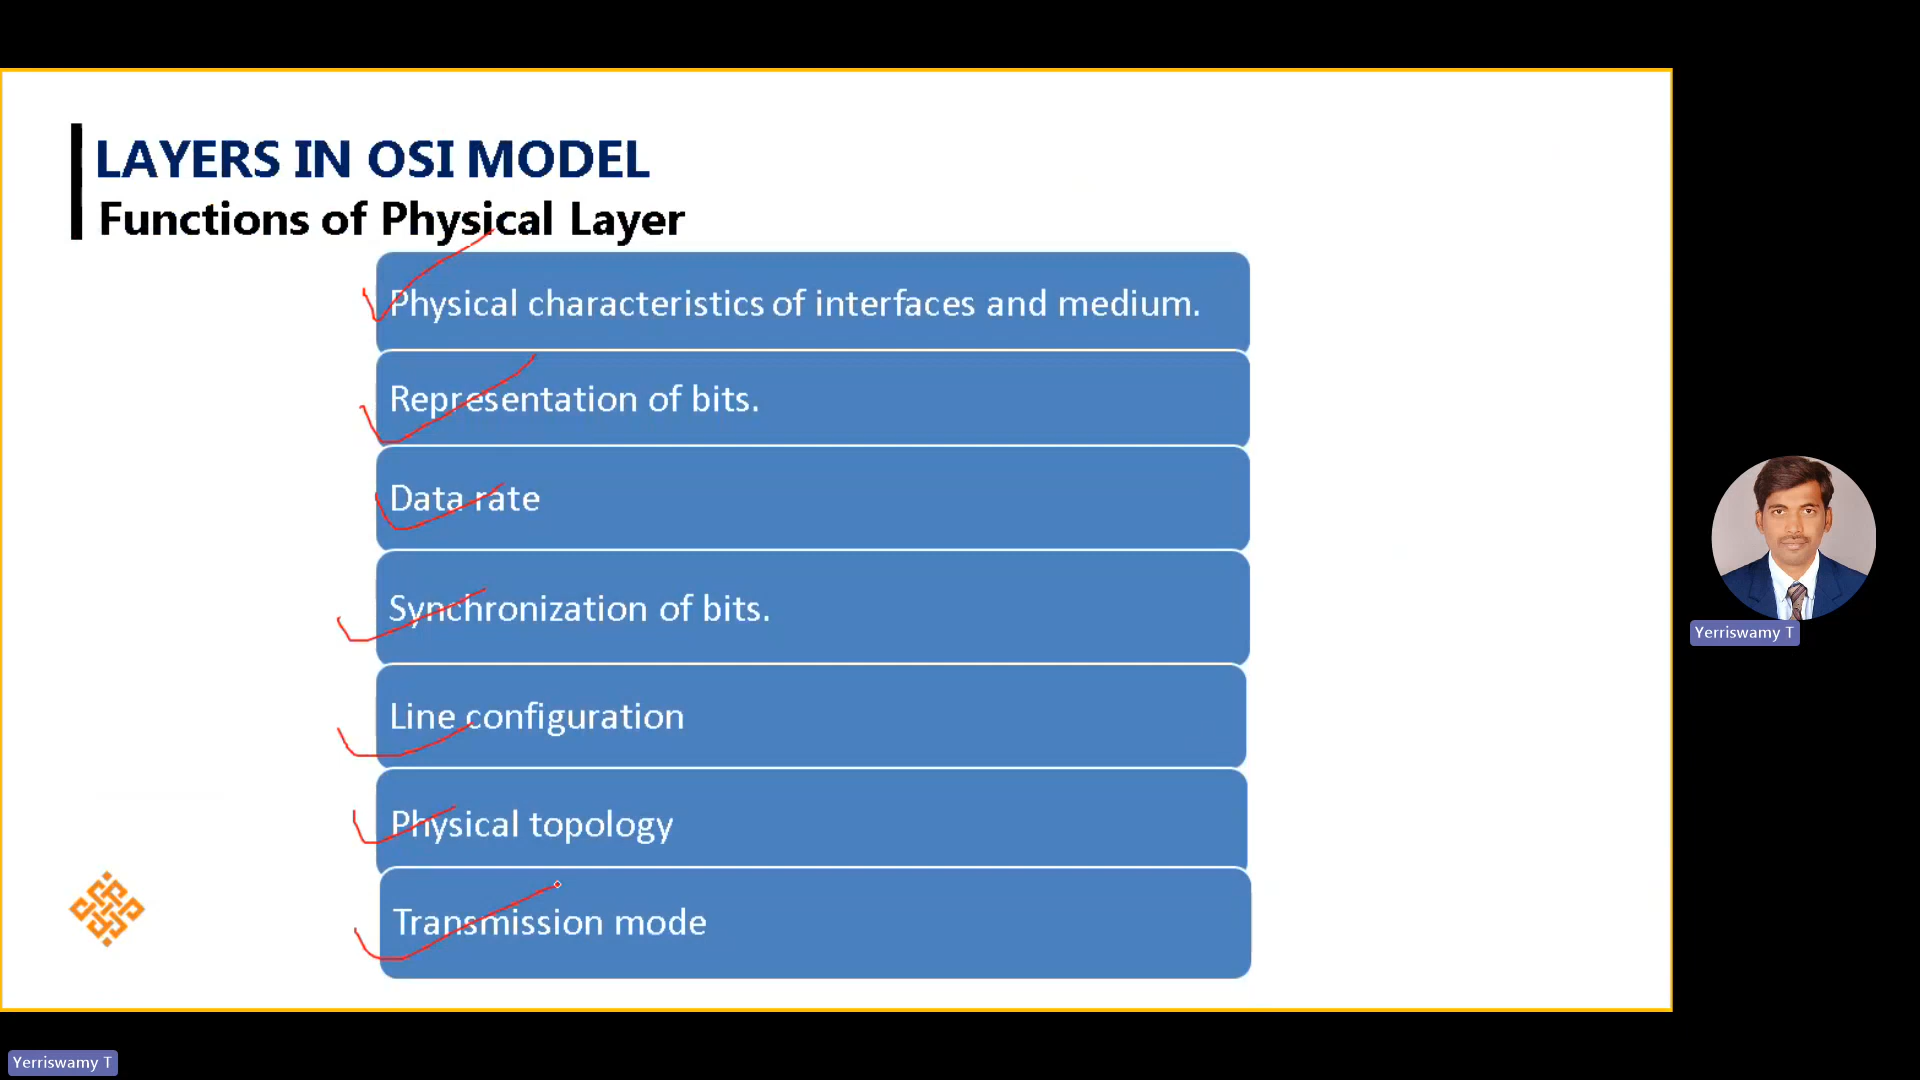 LAYERS IN OSI MODEL
Functions of Physical Layer
Physical characteristics of interfaces and medium.
Representation of bits.
Data rate
Synchronization of bits.
Line configuration
Physical topology
Transmission mode
Yerriswamy T
Yerriswamy T